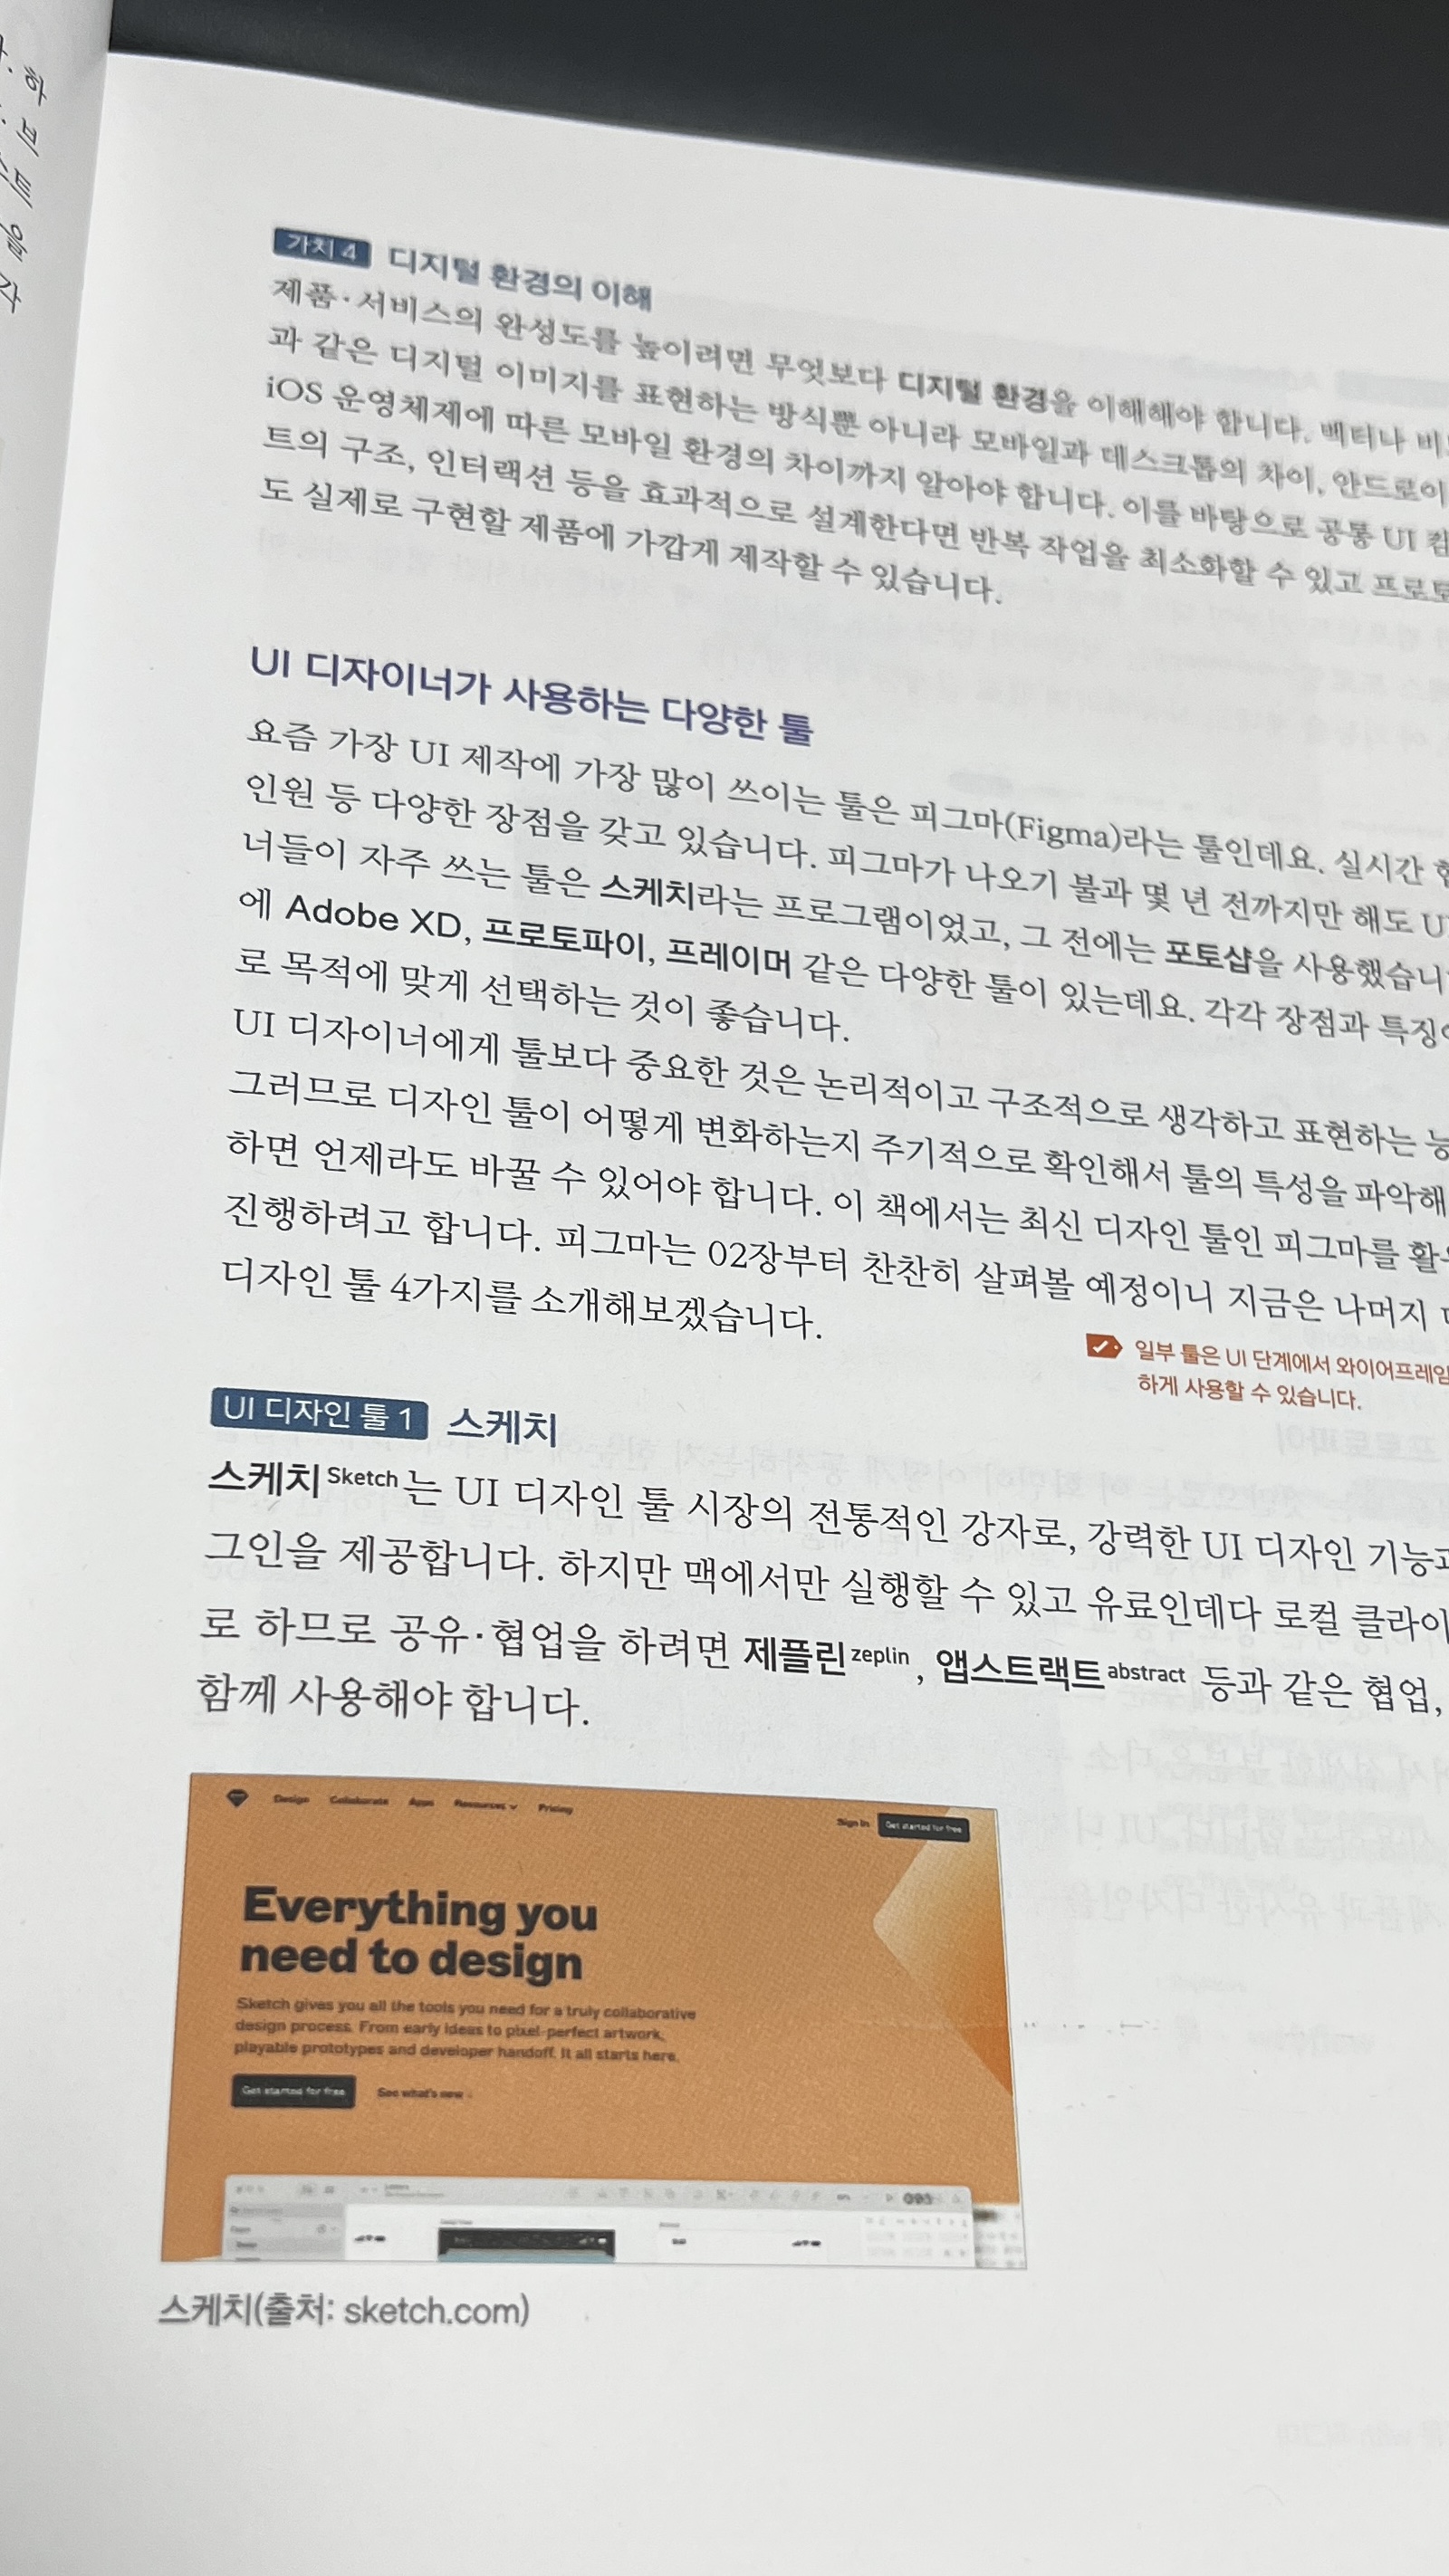 하
브
트
을
각
가치 4 디지털 환경의 이해
제품·서비스의 완성도를 높이려면 무엇보다 디지털 환경을 이해해야 합니다. 벡터나
과 같은 디지털 이미지를 표현하는 방식뿐 아니라 모바일과 데스크톱의 차이, 안드로이
iOS 운영체제에 따른 모바일 환경의 차이까지 알아야 합니다. 이를 바탕으로 공통 UI 컴
트의 구조, 인터랙션 등을 효과적으로 설계한다면 반복 작업을 최소화할 수 있고 프로토
도 실제로 구현할 제품에 가깝게 제작할 수 있습니다.
UI 디자이너가 사용하는 다양한 툴
요즘 가장 UI 제작에 가장 많이 쓰이는 툴은 피그마(Figma)라는 툴인데요. 실시간
인원 등 다양한 장점을 갖고 있습니다. 피그마가 나오기 불과 몇 년 전까지만 해도
너들이 자주 쓰는 툴은 스케치라는 프로그램이었고, 그 전에는 포토샵을 사용했습니
에 Adobe XD, 프로토파이, 프레이머 같은 다양한 툴이 있는데요. 각각 장점과 특징
로 목적에 맞게 선택하는 것이 좋습니다.
UI 디자이너에게 툴보다 중요한 것은 논리적이고 구조적으로 생각하고 표현하는
그러므로 디자인 툴이 어떻게 변화하는지 주기적으로 확인해서 툴의 특성을 파악해
하면 언제라도 바꿀 수 있어야 합니다. 이 책에서는 최신 디자인 툴인 피그마를
진행하려고 합니다. 피그마는 02장부터 찬찬히 살펴볼 예정이니 지금은 나머지
디자인 툴 4가지를 소개해보겠습니다.
일부 툴은 UI 단계에서 와이어프레임
하게 사용할 수 있습니다.
UI 디자인 툴 1 스케치
스케치Sketch는 UI 디자인 툴 시장의 전통적인 강자로, 강력한 UI 디자인 기능과
그인을 제공합니다. 하지만 맥에서만 실행할 수 있고 유료인데다 로컬 클라이
로 하므로 공유·협업을 하려면 제플린zeplin, 앱스트랙트abstract 등과 같은 협업,
함께 사용해야 합니다.
Design Collaborate Apps Resources Pricing
Sign In Get started for free
Everything you
need to design
Sketch gives you all the tools you need for a truly collaborative
design process. From early ideas to pixel-perfect artwork,
playable prototypes and developer handoff. It all starts here.
Get started for free See what's new
스케치(출처: sketch.com)